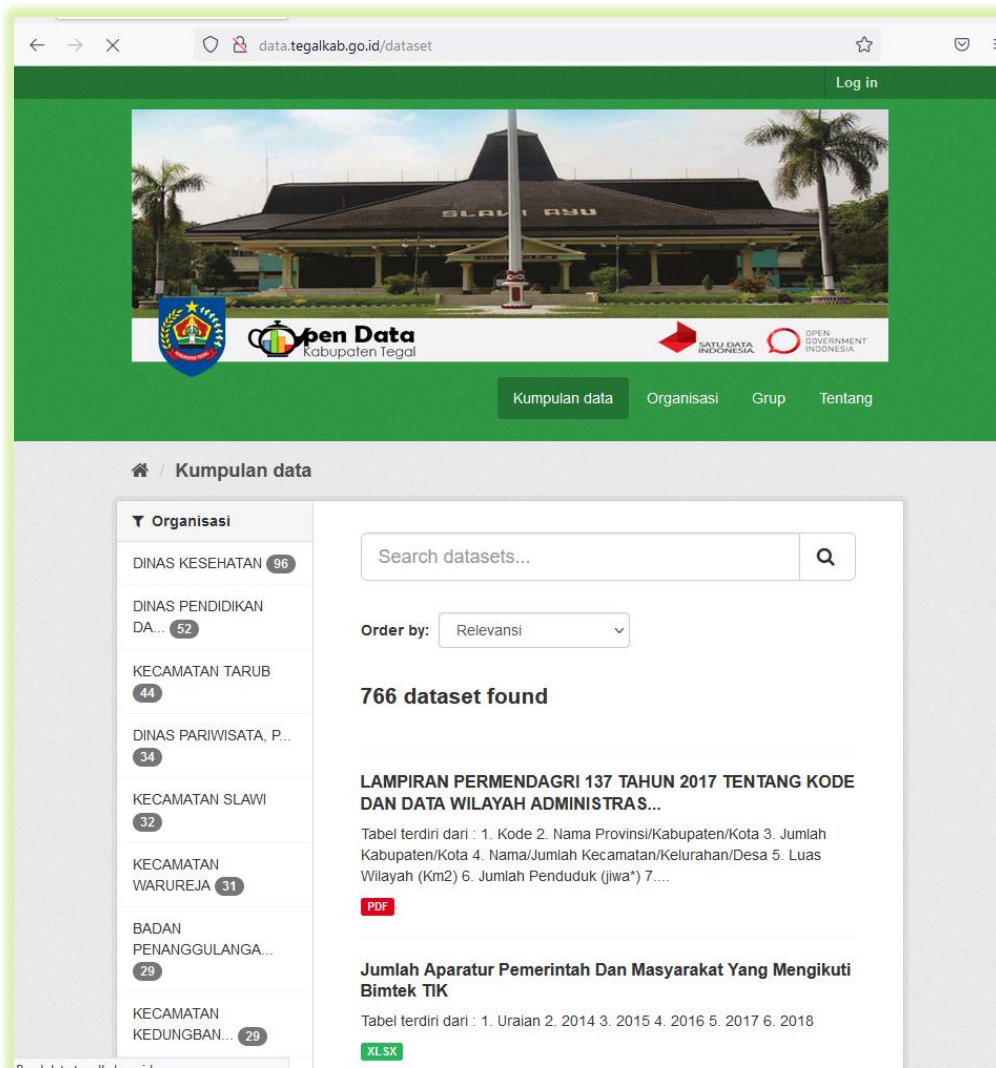 data.tegalkab.go.id/dataset
Log in
SLAWI AYU
KABUPATEN TEGAL
Open Data
Kabupaten Tegal
SATU DATA
INDONESIA
OPEN
GOVERNMENT
INDONESIA
Kumpulan data Organisasi Grup Tentang
/ Kumpulan data
Organisasi
DINAS KESEHATAN 96
DINAS PENDIDIKAN
DA... 52
KECAMATAN TARUB
44
DINAS PARIWISATA, P...
34
KECAMATAN SLAWI
32
KECAMATAN
WARUREJA 31
BADAN
PENANGGULANGA...
29
KECAMATAN
KEDUNGBAN... 29
Search datasets...
Order by: Relevansi
766 dataset found
LAMPIRAN PERMENDAGRI 137 TAHUN 2017 TENTANG KODE
DAN DATA WILAYAH ADMINISTRAS...
Tabel terdiri dari : 1. Kode 2. Nama Provinsi/Kabupaten/Kota 3. Jumlah
Kabupaten/Kota 4. Nama/Jumlah Kecamatan/Kelurahan/Desa 5. Luas
Wilayah (Km2) 6. Jumlah Penduduk (jiwa*) 7....
PDF
Jumlah Aparatur Pemerintah Dan Masyarakat Yang Mengikuti
Bimtek TIK
Tabel terdiri dari : 1. Uraian 2. 2014 3. 2015 4. 2016 5. 2017 6. 2018
XLSX